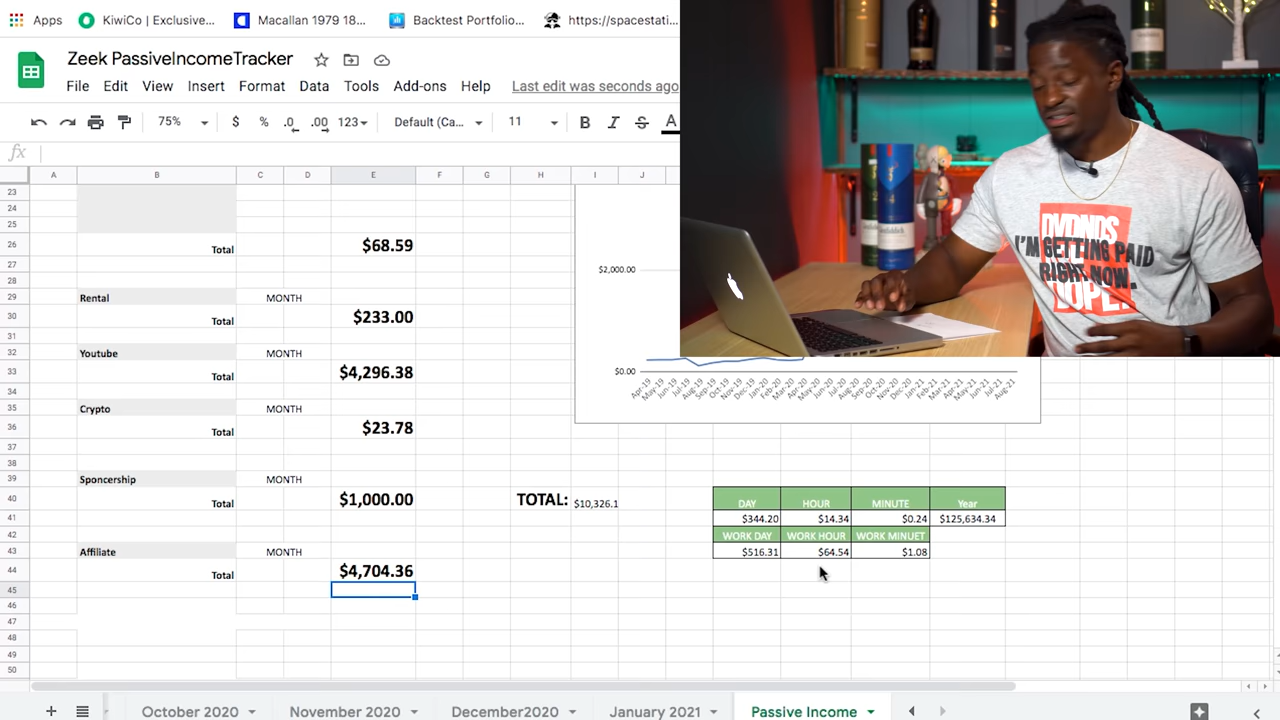 Apps KiwiCo | Exclusive... Macallan 1979 18... Backtest Portfolio... https://spacestati...
Zeek PassiveIncomeTracker
File Edit View Insert Format Data Tools Add-ons Help Last edit was seconds ago
75% $ % .0 .00 123 Default (Ca... 11 B I S A
fx
A B C D E F G H I J
23
24
25
26 Total $68.59
27
28
29 Rental MONTH
30 Total $233.00
31
32 Youtube MONTH
33 Total $4,296.38
34
35 Crypto MONTH
36 Total $23.78
37
38
39 Sponcership MONTH
40 Total $1,000.00 TOTAL: $10,326.1
41
42
43 Affiliate MONTH
44 Total $4,704.36
45
46
47
48
49
50
$2,000.00
$0.00
Apr-19 May-19 Jun-19 Jul-19 Aug-19 Sep-19 Oct-19 Nov-19 Dec-19 Jan-20 Feb-20 Mar-20 Apr-20 May-20 Jun-20 Jul-20 Aug-20 Sep-20 Oct-20 Nov-20 Dec-20 Jan-21 Feb-21 Mar-21 Apr-21 May-21 Jun-21 Jul-21 Aug-21
DAY HOUR MINUTE Year
$344.20 $14.34 $0.24 $125,634.34
WORK DAY WORK HOUR WORK MINUET
$516.31 $64.54 $1.08
DVDNDS
I'M GETTING PAID
RIGHT NOW.
DOPE!
October 2020 November 2020 December2020 January 2021 Passive Income